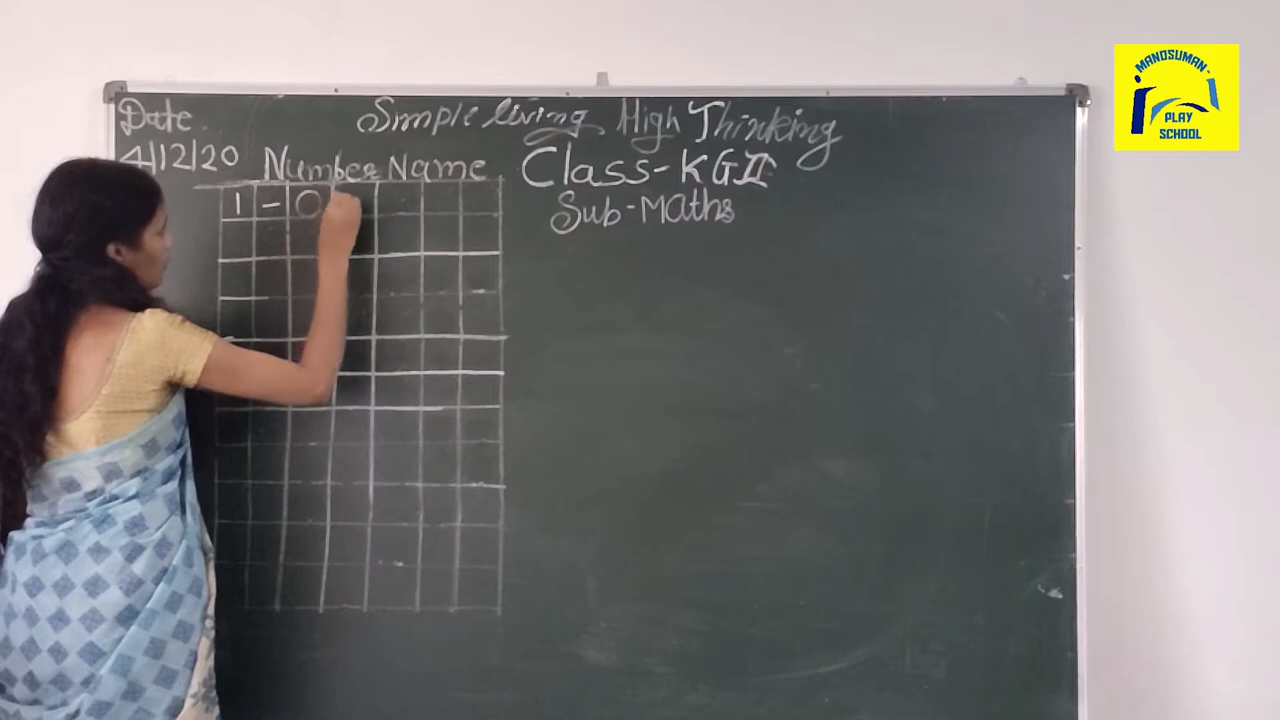 Date
Simple living High Thinking
4/12/20
Number Name
Class-KG II
Sub-Maths
1 - O
MANOSUMAN
PLAY
SCHOOL